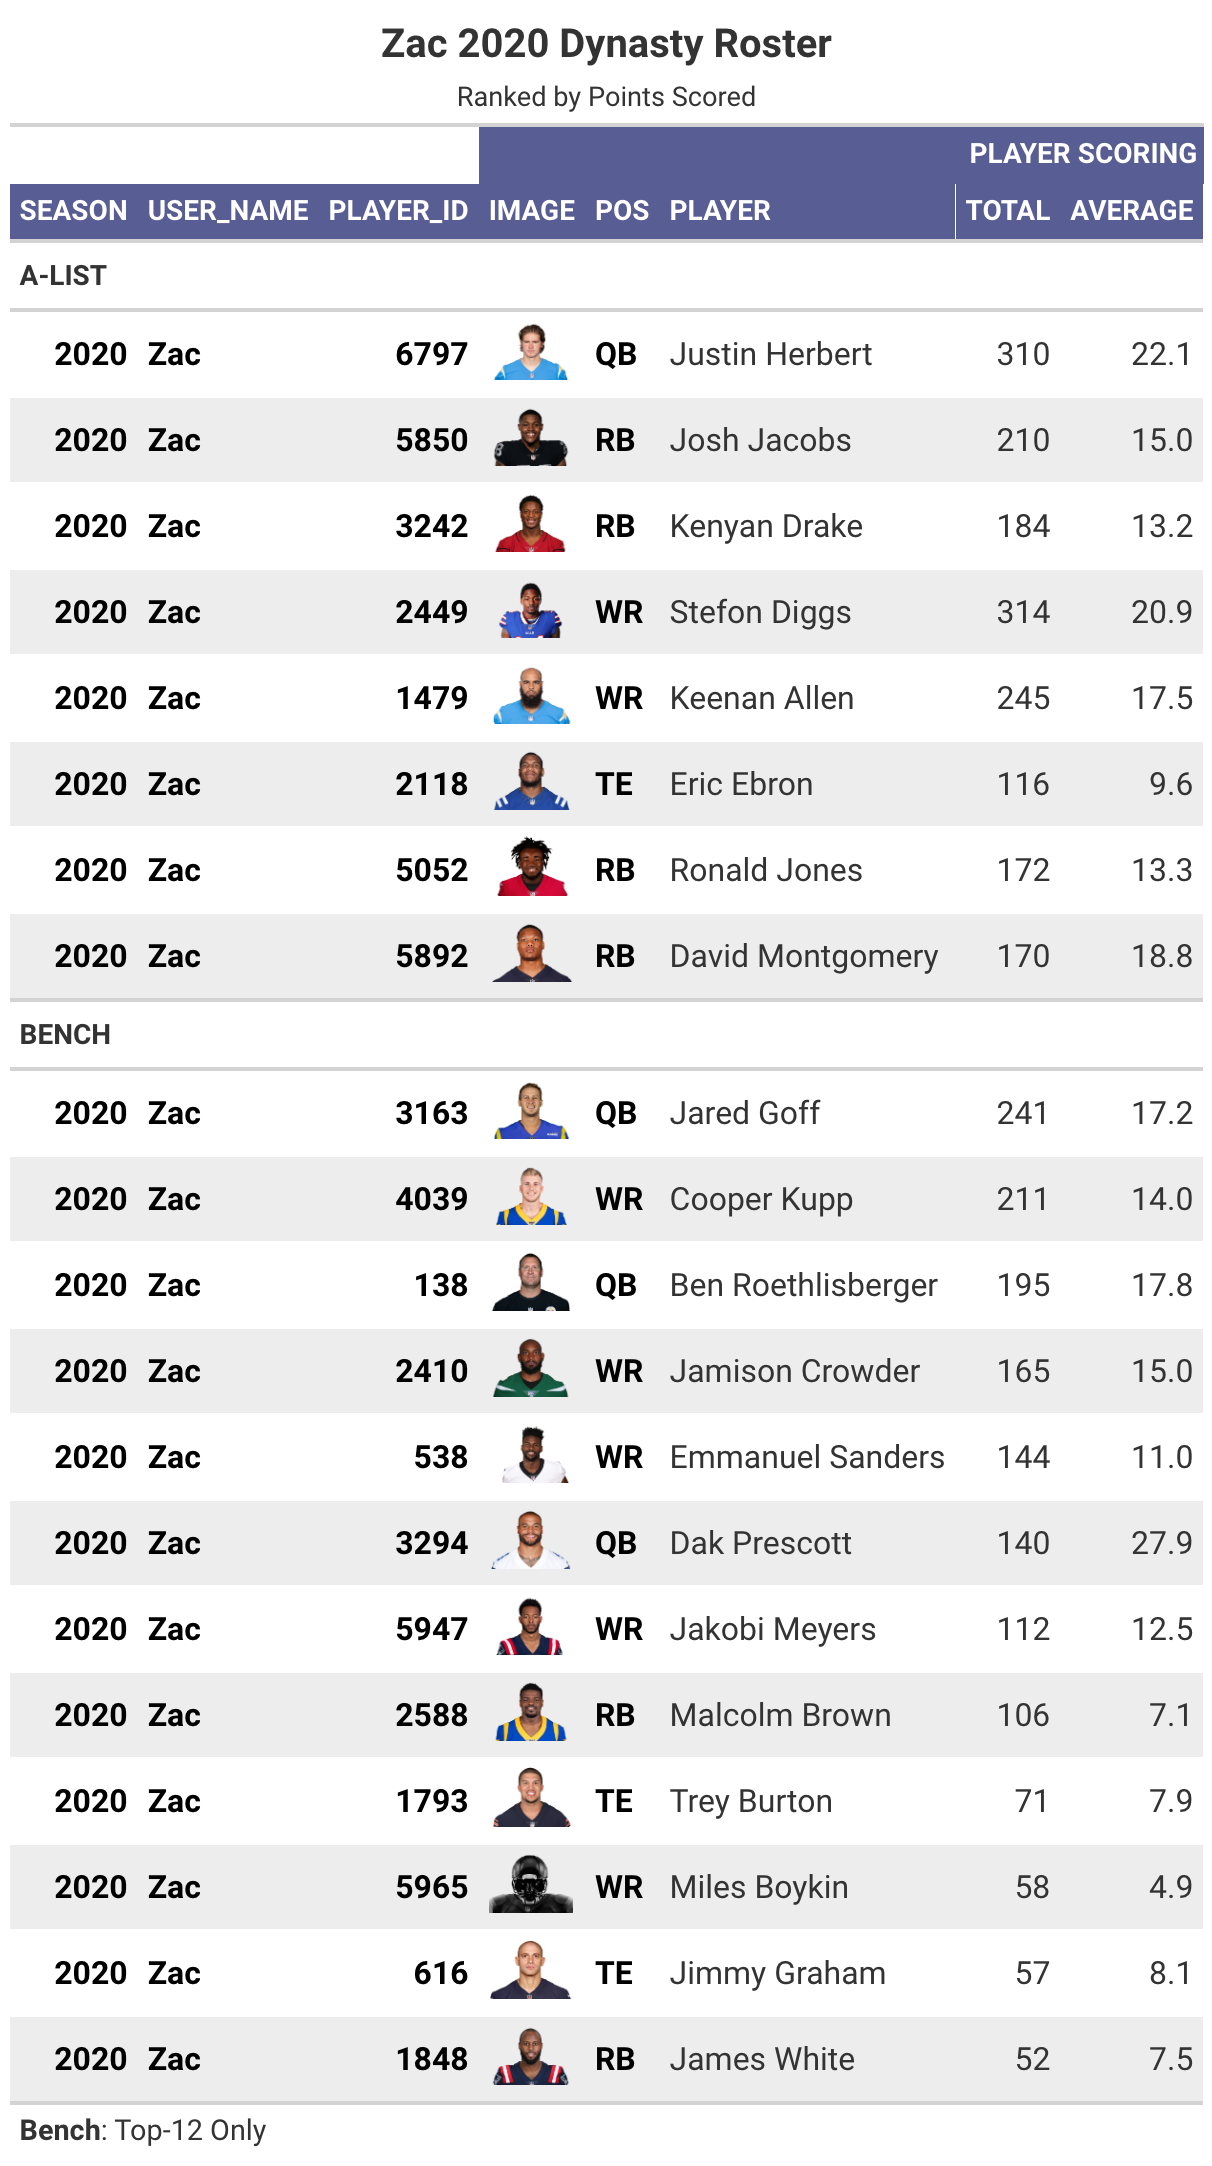 Zac 2020 Dynasty Roster
Ranked by Points Scored
PLAYER SCORING
SEASON USER_NAME PLAYER_ID IMAGE POS PLAYER TOTAL AVERAGE
A-LIST
2020 Zac 6797 QB Justin Herbert 310 22.1
2020 Zac 5850 RB Josh Jacobs 210 15.0
2020 Zac 3242 RB Kenyan Drake 184 13.2
2020 Zac 2449 WR Stefon Diggs 314 20.9
2020 Zac 1479 WR Keenan Allen 245 17.5
2020 Zac 2118 TE Eric Ebron 116 9.6
2020 Zac 5052 RB Ronald Jones 172 13.3
2020 Zac 5892 RB David Montgomery 170 18.8
BENCH
2020 Zac 3163 QB Jared Goff 241 17.2
2020 Zac 4039 WR Cooper Kupp 211 14.0
2020 Zac 138 QB Ben Roethlisberger 195 17.8
2020 Zac 2410 WR Jamison Crowder 165 15.0
2020 Zac 538 WR Emmanuel Sanders 144 11.0
2020 Zac 3294 QB Dak Prescott 140 27.9
2020 Zac 5947 WR Jakobi Meyers 112 12.5
2020 Zac 2588 RB Malcolm Brown 106 7.1
2020 Zac 1793 TE Trey Burton 71 7.9
2020 Zac 5965 WR Miles Boykin 58 4.9
2020 Zac 616 TE Jimmy Graham 57 8.1
2020 Zac 1848 RB James White 52 7.5
Bench: Top-12 Only